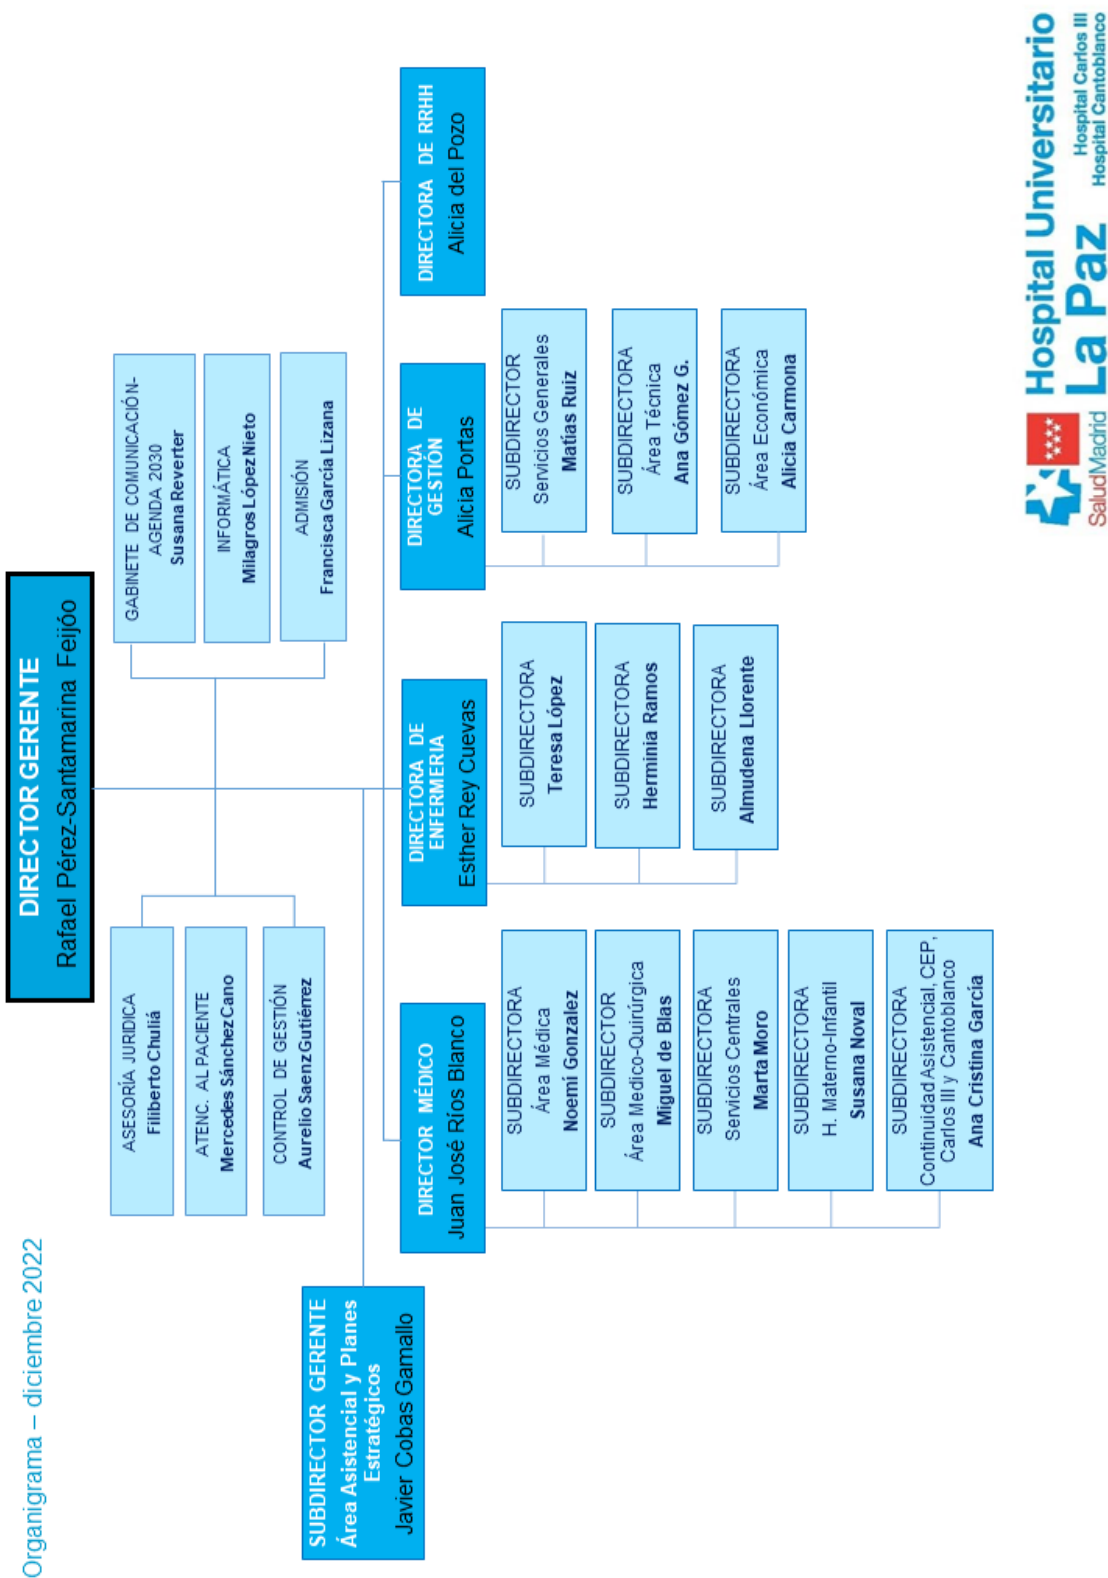 Organigrama – diciembre 2022
DIRECTOR GERENTE
Rafael Pérez-Santamarina Feijóo
ASESORÍA JURIDICA
Filiberto Chuliá
ATENC. AL PACIENTE
Mercedes Sánchez Cano
CONTROL DE GESTIÓN
Aurelio Saenz Gutiérrez
GABINETE DE COMUNICACIÓN-
AGENDA 2030
Susana Reverter
INFORMÁTICA
Milagros López Nieto
ADMISIÓN
Francisca García Lizana
SUBDIRECTOR GERENTE
Área Asistencial y Planes
Estratégicos
Javier Cobas Gamallo
DIRECTOR MÉDICO
Juan José Ríos Blanco
SUBDIRECTORA
Área Médica
Noemí Gonzalez
SUBDIRECTOR
Área Medico-Quirúrgica
Miguel de Blas
SUBDIRECTORA
Servicios Centrales
Marta Moro
SUBDIRECTORA
H. Materno-Infantil
Susana Noval
SUBDIRECTORA
Continuidad Asistencial, CEP,
Carlos III y Cantoblanco
Ana Cristina García
DIRECTORA DE
ENFERMERIA
Esther Rey Cuevas
SUBDIRECTORA
Teresa López
SUBDIRECTORA
Herminia Ramos
SUBDIRECTORA
Almudena Llorente
DIRECTORA DE
GESTIÓN
Alicia Portas
SUBDIRECTOR
Servicios Generales
Matías Ruiz
SUBDIRECTORA
Área Técnica
Ana Gómez G.
SUBDIRECTORA
Área Económica
Alicia Carmona
DIRECTORA DE RRHH
Alicia del Pozo
SaludMadrid
Hospital Universitario
La Paz
Hospital Carlos III
Hospital Cantoblanco